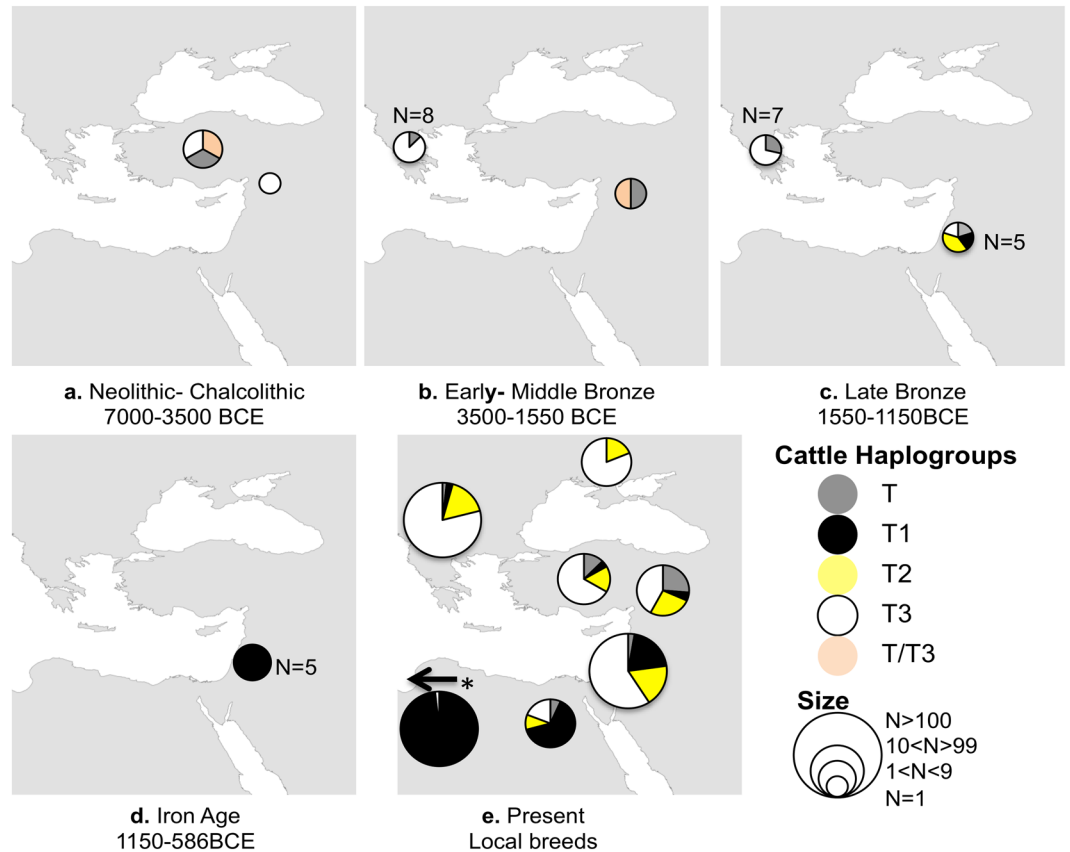 N=8
N=7
N=5
a. Neolithic- Chalcolithic
7000-3500 BCE
b. Early- Middle Bronze
3500-1550 BCE
c. Late Bronze
1550-1150BCE
N=5
*
d. Iron Age
1150-586BCE
e. Present
Local breeds
Cattle Haplogroups
T
T1
T2
T3
T/T3
Size
N>100
10<N>99
1<N<9
N=1